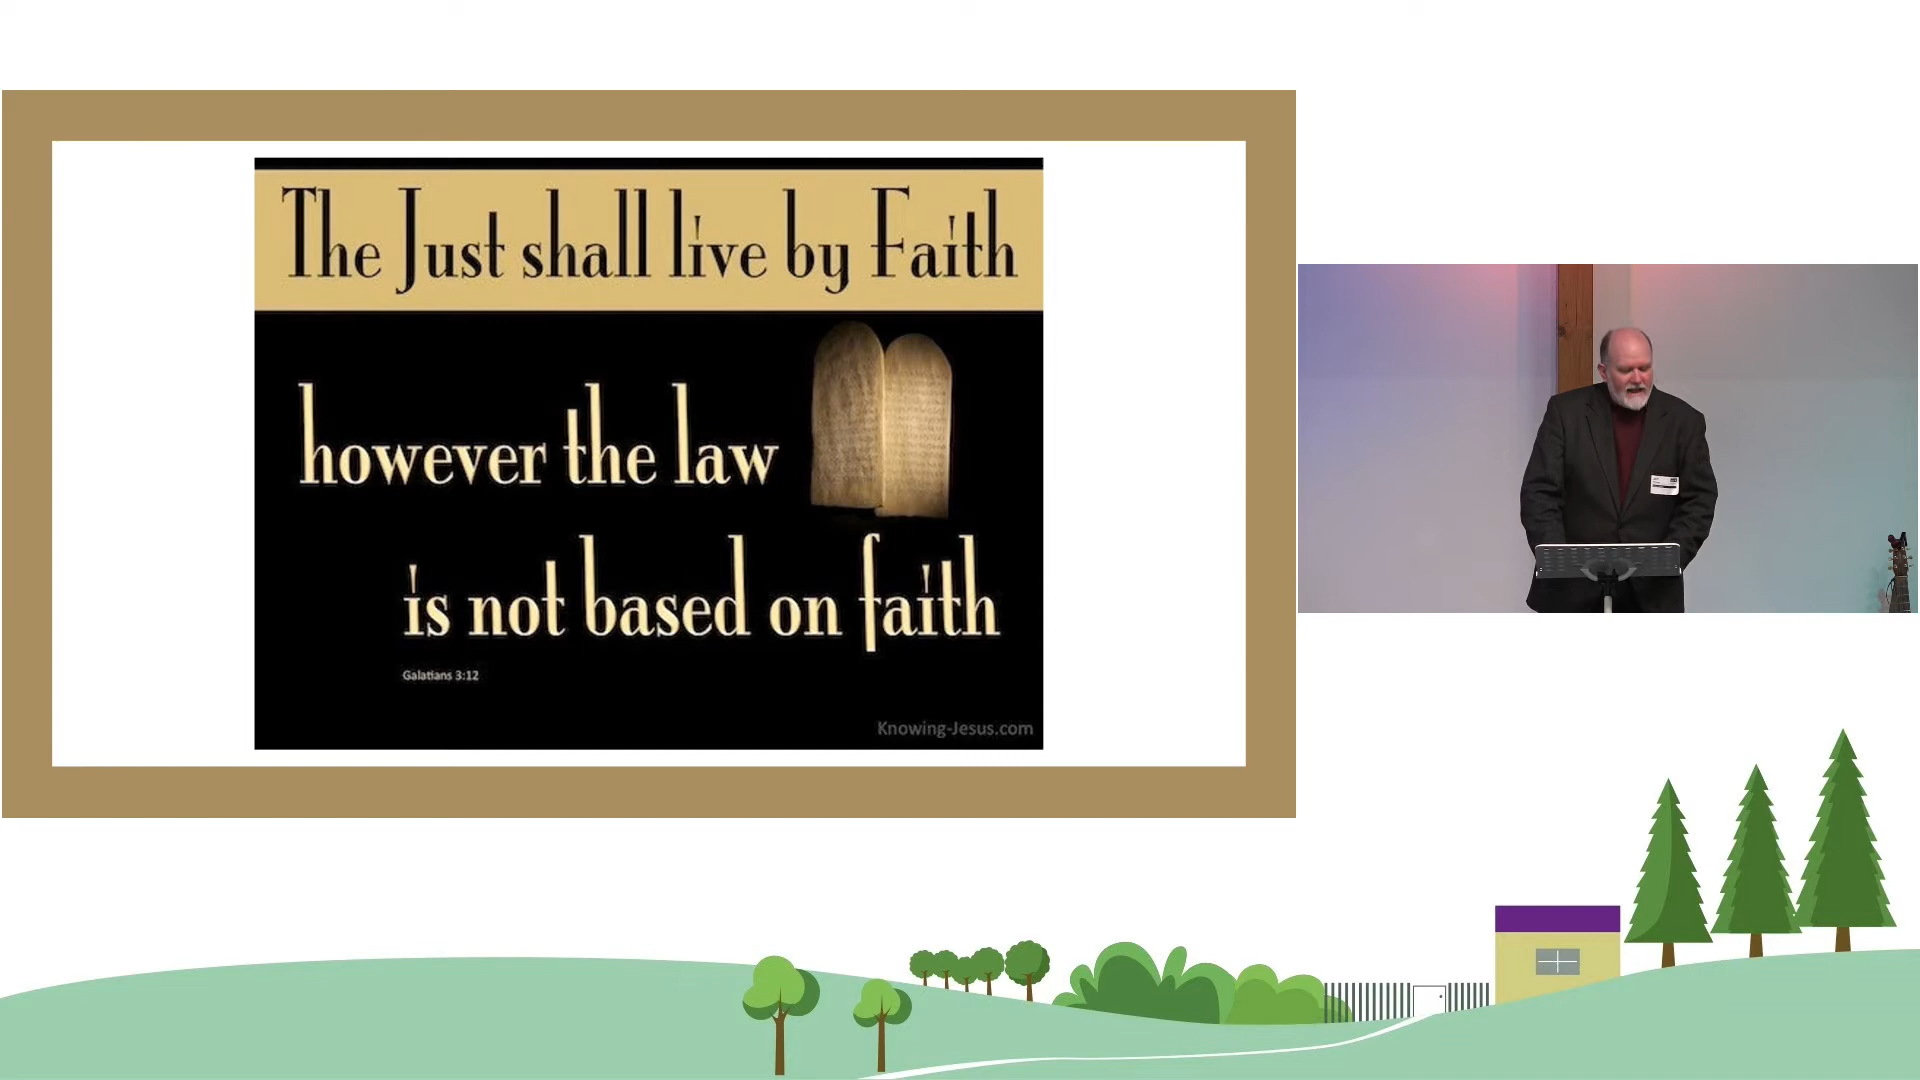 The Just shall live by Faith
however the law
is not based on faith
Galatians 3:12
Knowing-Jesus.com